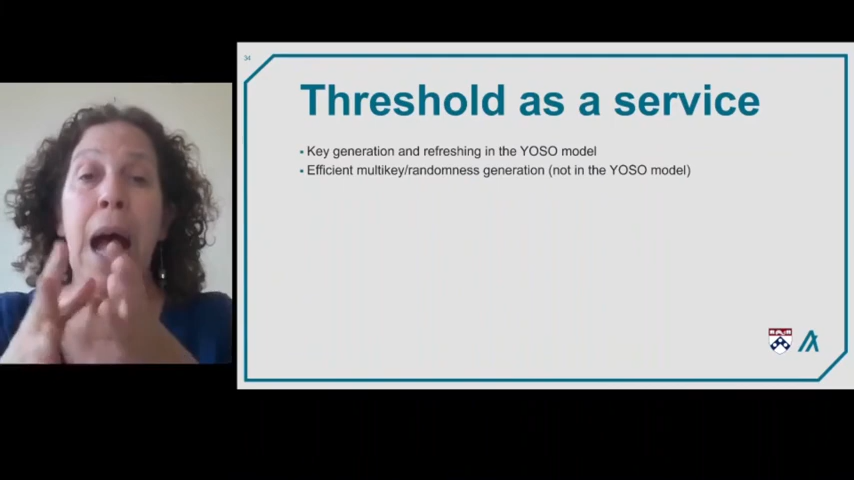 34
Threshold as a service
▪ Key generation and refreshing in the YOSO model
▪ Efficient multikey/randomness generation (not in the YOSO model)